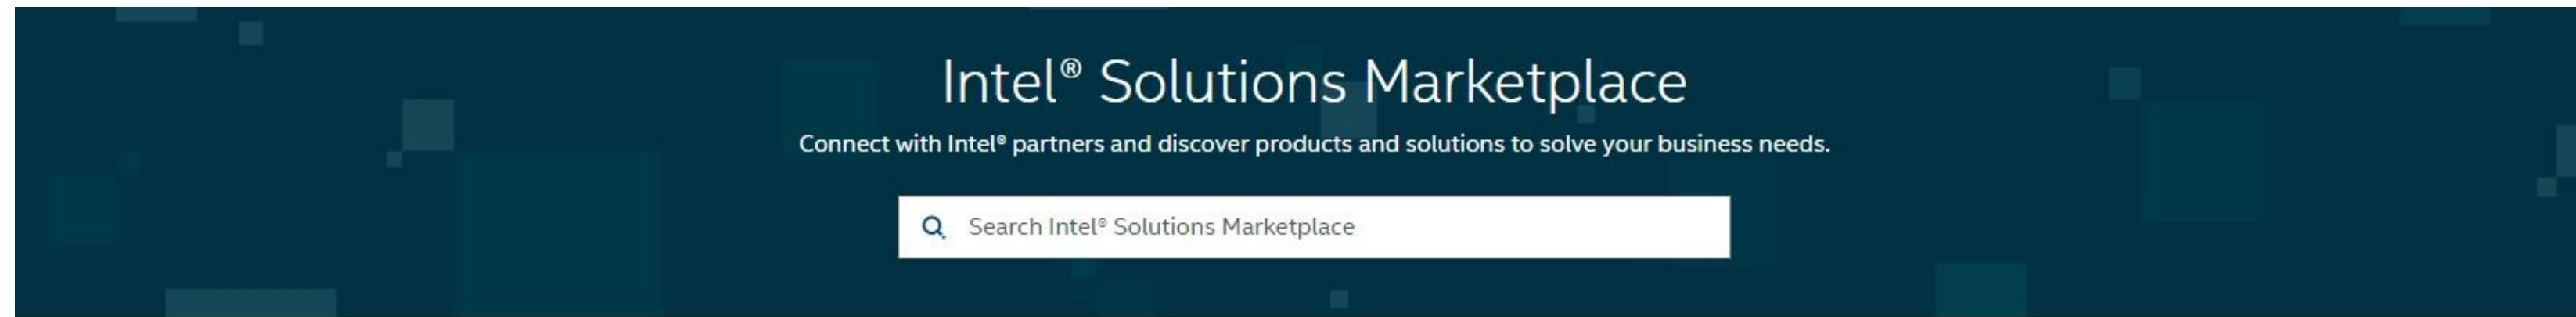 Intel® Solutions Marketplace
Connect with Intel® partners and discover products and solutions to solve your business needs.
Search Intel® Solutions Marketplace